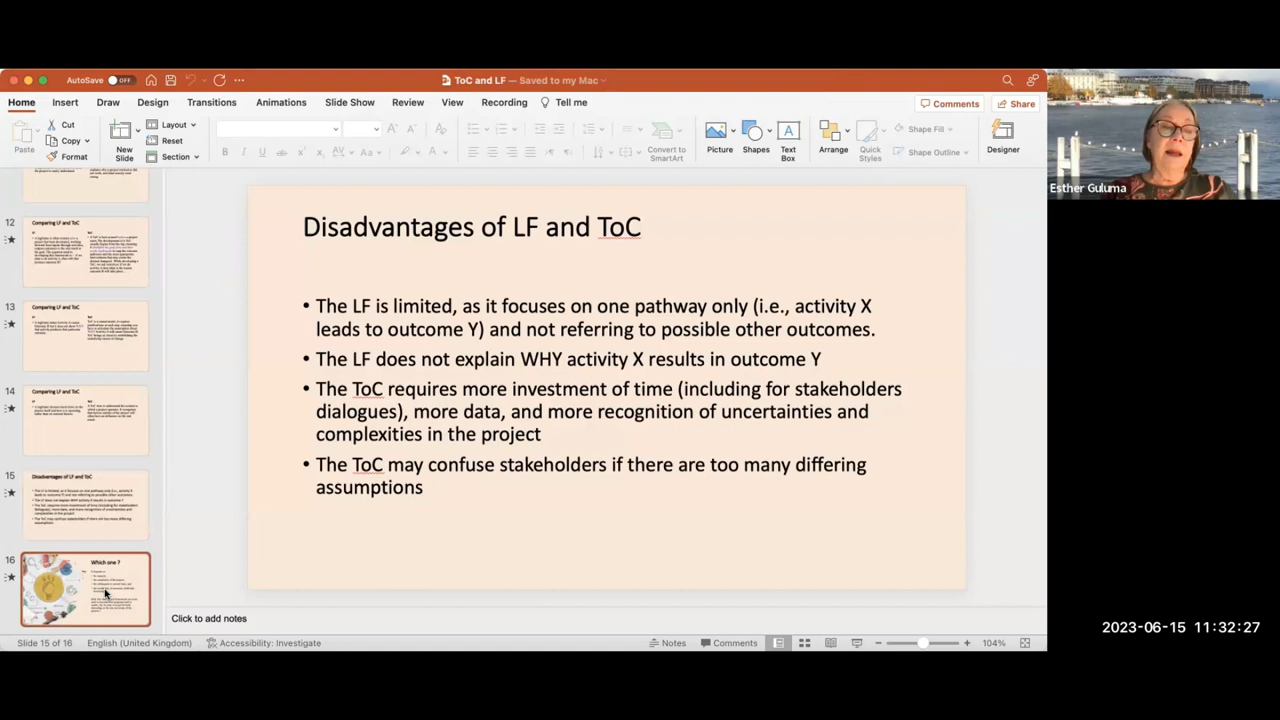 AutoSave OFF
ToC and LF — Saved to my Mac
Home Insert Draw Design Transitions Animations Slide Show Review View Recording Tell me
Comments Share
Paste
Cut
Copy
Format
New
Slide
Layout
Reset
Section
Convert to
SmartArt
Picture
Shapes
Text
Box
Arrange
Quick
Styles
Shape Fill
Shape Outline
Designer
Esther Guluma
12
Comparing LF and ToC
13
Comparing LF and ToC
14
Comparing LF and ToC
15
Disadvantages of LF and ToC
16
Which one ?
Disadvantages of LF and ToC
• The LF is limited, as it focuses on one pathway only (i.e., activity X
leads to outcome Y) and not referring to possible other outcomes.
• The LF does not explain WHY activity X results in outcome Y
• The ToC requires more investment of time (including for stakeholders
dialogues), more data, and more recognition of uncertainties and
complexities in the project
• The ToC may confuse stakeholders if there are too many differing
assumptions
Click to add notes
Slide 15 of 16 English (United Kingdom) Accessibility: Investigate Notes Comments 104%
2023-06-15 11:32:27